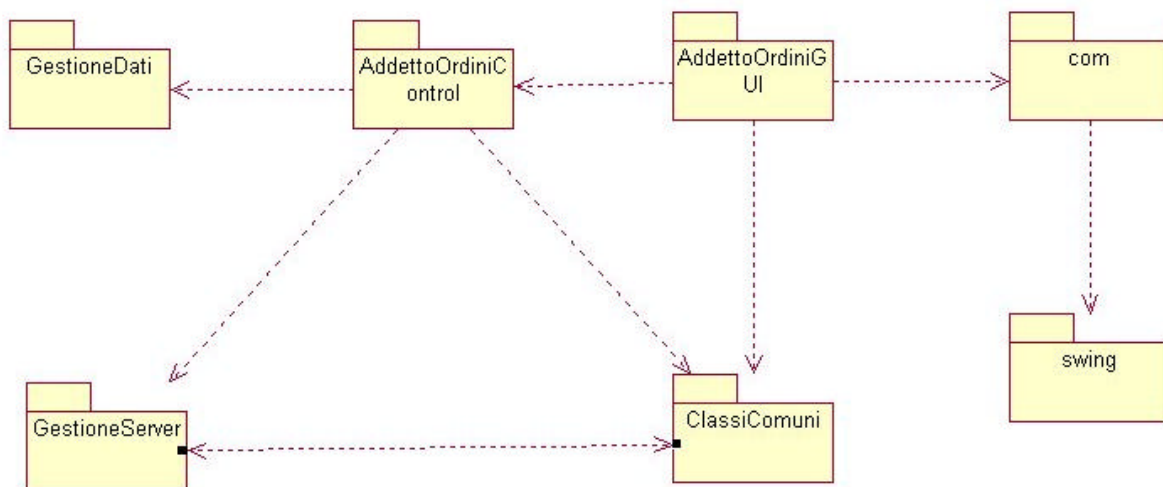 GestioneDati
AddettoOrdiniC
ontrol
AddettoOrdiniG
UI
com
GestioneServer
ClassiComuni
swing